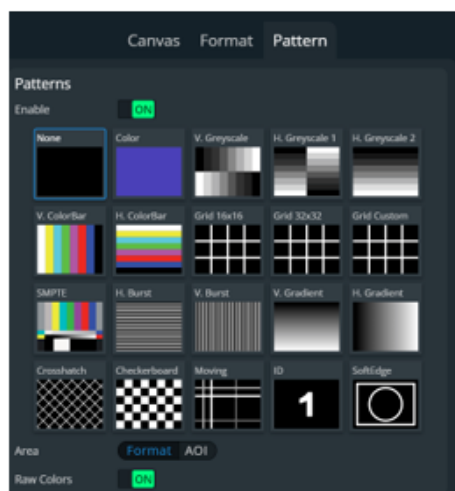 Canvas Format Pattern
Patterns
Enable ON
None Color V. Greyscale H. Greyscale 1 H. Greyscale 2
V. ColorBar H. ColorBar Grid 16x16 Grid 32x32 Grid Custom
SMPTE H. Burst V. Burst V. Gradient H. Gradient
Crosshatch Checkerboard Moving ID SoftEdge
1
Area Format AOI
Raw Colors ON